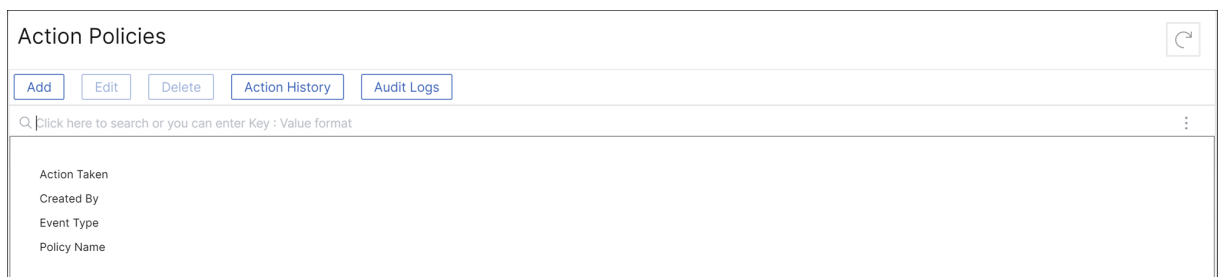 Action Policies
Add Edit Delete Action History Audit Logs
Click here to search or you can enter Key : Value format
Action Taken
Created By
Event Type
Policy Name